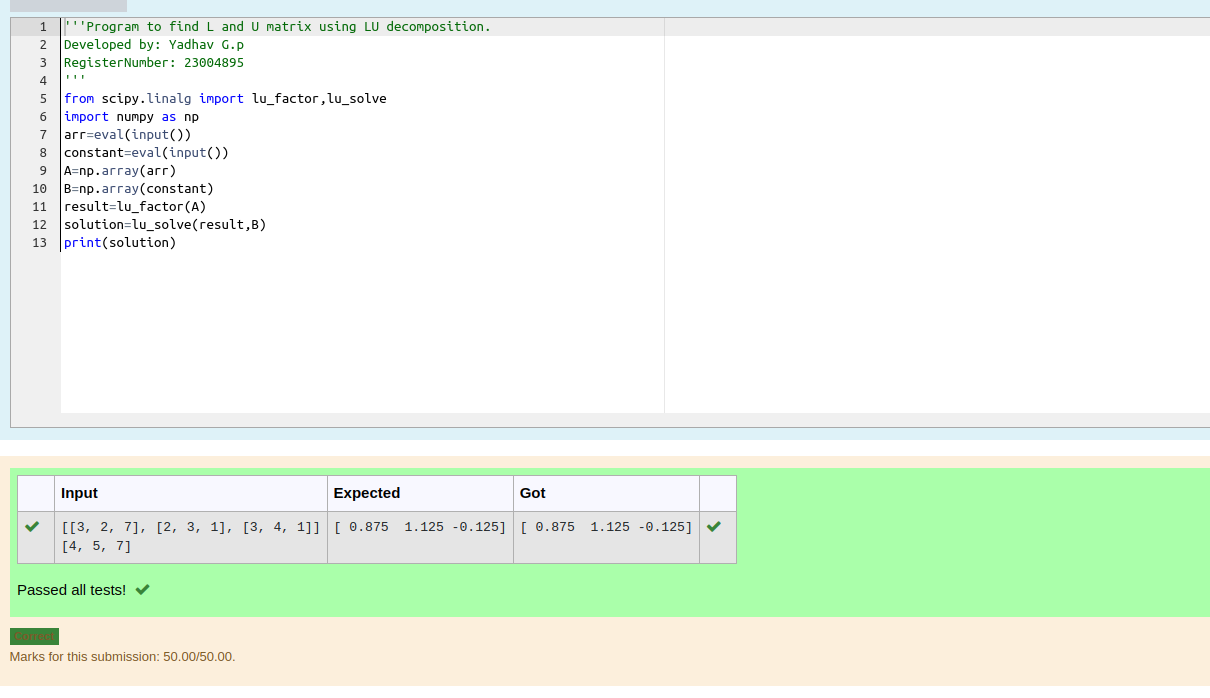 1 '''Program to find L and U matrix using LU decomposition.
2 Developed by: Yadhav G.p
3 RegisterNumber: 23004895
4 '''
5 from scipy.linalg import lu_factor,lu_solve
6 import numpy as np
7 arr=eval(input())
8 constant=eval(input())
9 A=np.array(arr)
10 B=np.array(constant)
11 result=lu_factor(A)
12 solution=lu_solve(result,B)
13 print(solution)
Input Expected Got
[[3, 2, 7], [2, 3, 1], [3, 4, 1]] [ 0.875  1.125 -0.125] [ 0.875  1.125 -0.125]
[4, 5, 7]
Passed all tests!
Correct
Marks for this submission: 50.00/50.00.